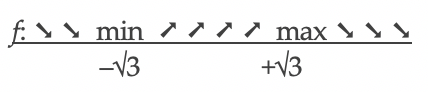 f: ➘ ➘ min ➚ ➚ ➚ ➚ max ➘ ➘ ➘
–√3 +√3